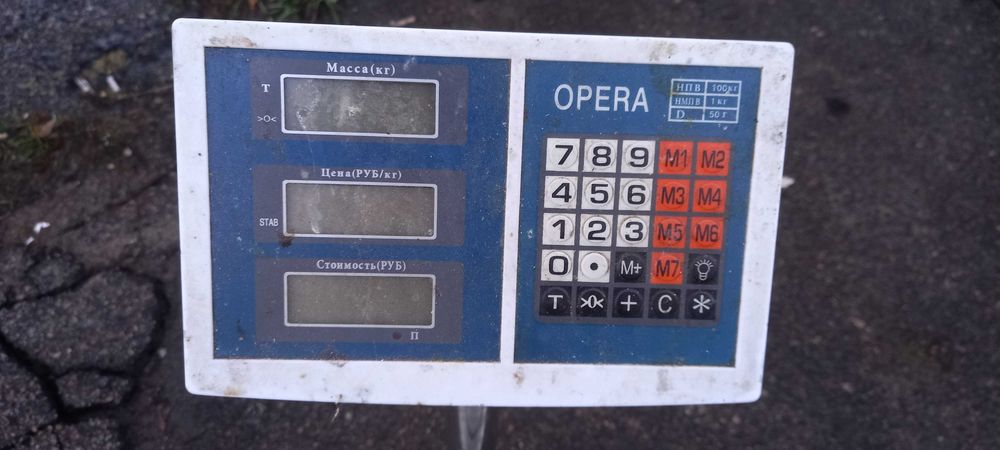 Масса(кг)
T
>O<
Цена(РУБ/кг)
STAB
Стоимость(РУБ)
П
OPERA
НПВ 100кг
НМПВ 1кг
D 50г
7 8 9 M1 M2
4 5 6 M3 M4
1 2 3 M5 M6
0 • M+ M7
T >0< + C *